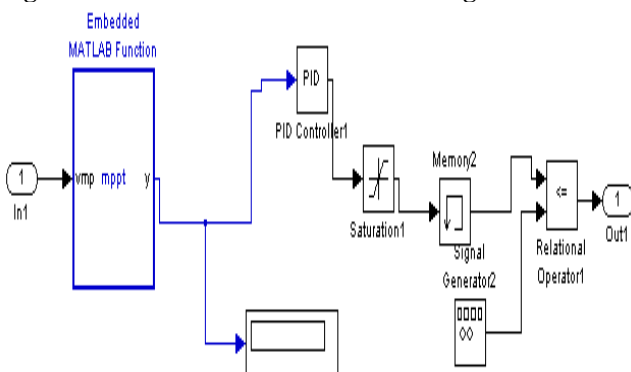 Embedded
MATLAB Function
vmp mppt y
1
In1
PID
PID Controller1
Saturation1
Memory2
Signal
Generator2
<=
Relational
Operator1
1
Out1